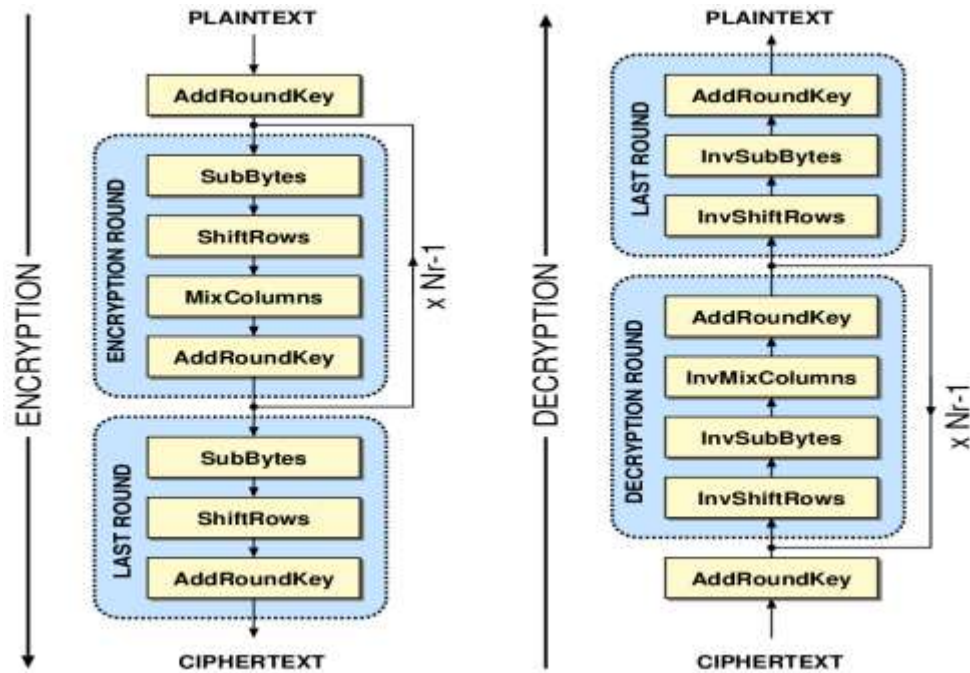 PLAINTEXT
AddRoundKey
SubBytes
ShiftRows
MixColumns
AddRoundKey
ENCRYPTION ROUND
x Nr-1
SubBytes
ShiftRows
AddRoundKey
LAST ROUND
CIPHERTEXT
ENCRYPTION
PLAINTEXT
AddRoundKey
InvSubBytes
InvShiftRows
LAST ROUND
AddRoundKey
InvMixColumns
InvSubBytes
InvShiftRows
DECRYPTION ROUND
x Nr-1
AddRoundKey
CIPHERTEXT
DECRYPTION